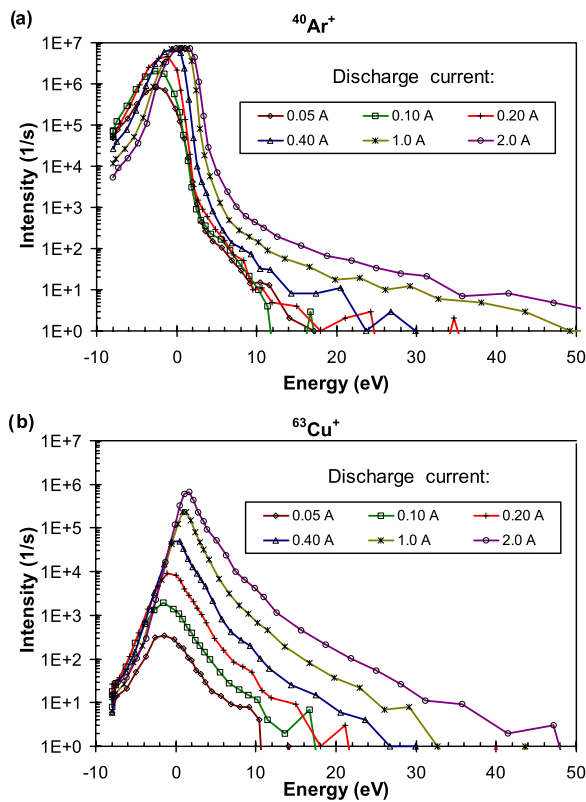 (a)
⁴⁰Ar⁺
1E+7
1E+6
1E+5
1E+4
1E+3
1E+2
1E+1
1E+0
Intensity (1/s)
Discharge current:
0.05 A 0.10 A 0.20 A
0.40 A 1.0 A 2.0 A
-10 0 10 20 30 40 50
Energy (eV)
(b)
⁶³Cu⁺
1E+7
1E+6
1E+5
1E+4
1E+3
1E+2
1E+1
1E+0
Intensity (1/s)
Discharge current:
0.05 A 0.10 A 0.20 A
0.40 A 1.0 A 2.0 A
-10 0 10 20 30 40 50
Energy (eV)